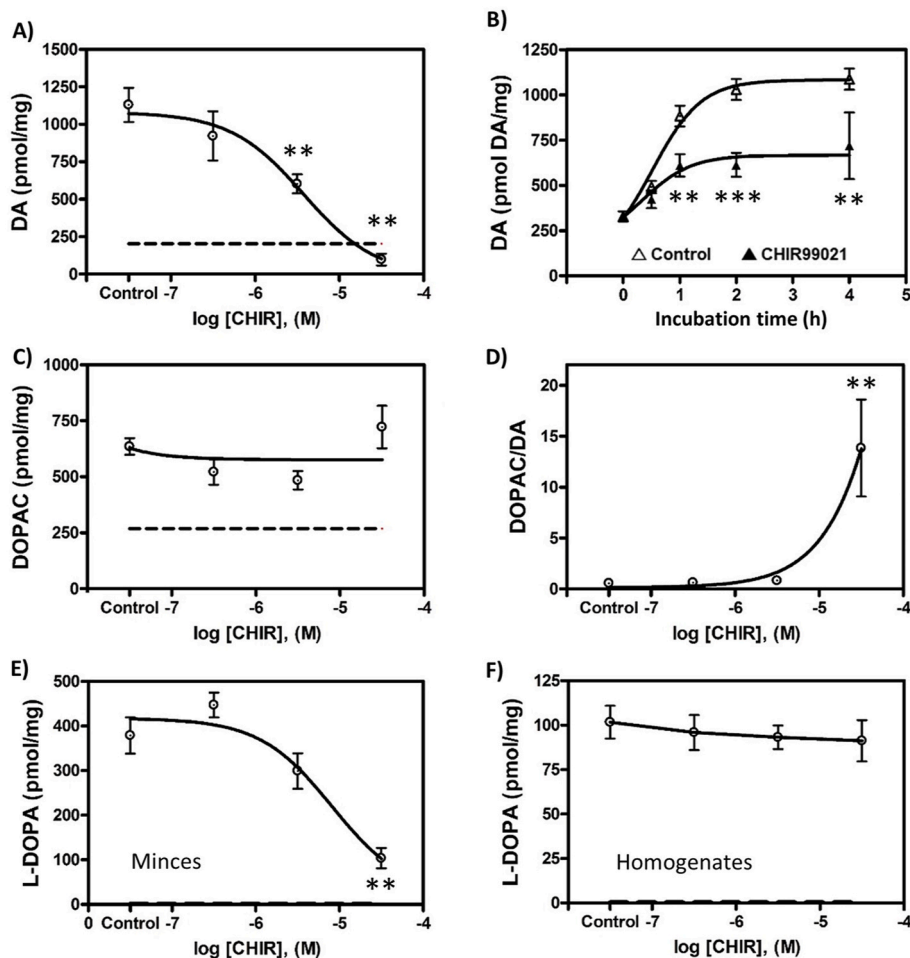 A)
1500
1250
1000
750
500
250
0
DA (pmol/mg)
**
**
Control -7 -6 -5 -4
log [CHIR], (M)
B)
1250
1000
750
500
250
0
DA (pmol DA/mg)
** *** **
△ Control ▲ CHIR99021
0 1 2 3 4 5
Incubation time (h)
C)
1000
750
500
250
0
DOPAC (pmol/mg)
Control -7 -6 -5 -4
log [CHIR], (M)
D)
20
15
10
5
0
DOPAC/DA
**
Control -7 -6 -5 -4
log [CHIR], (M)
E)
500
400
300
200
100
0
L-DOPA (pmol/mg)
Minces
**
0 Control -7 -6 -5 -4
log [CHIR], (M)
F)
125
100
75
50
25
0
L-DOPA (pmol/mg)
Homogenates
Control -7 -6 -5 -4
log [CHIR], (M)